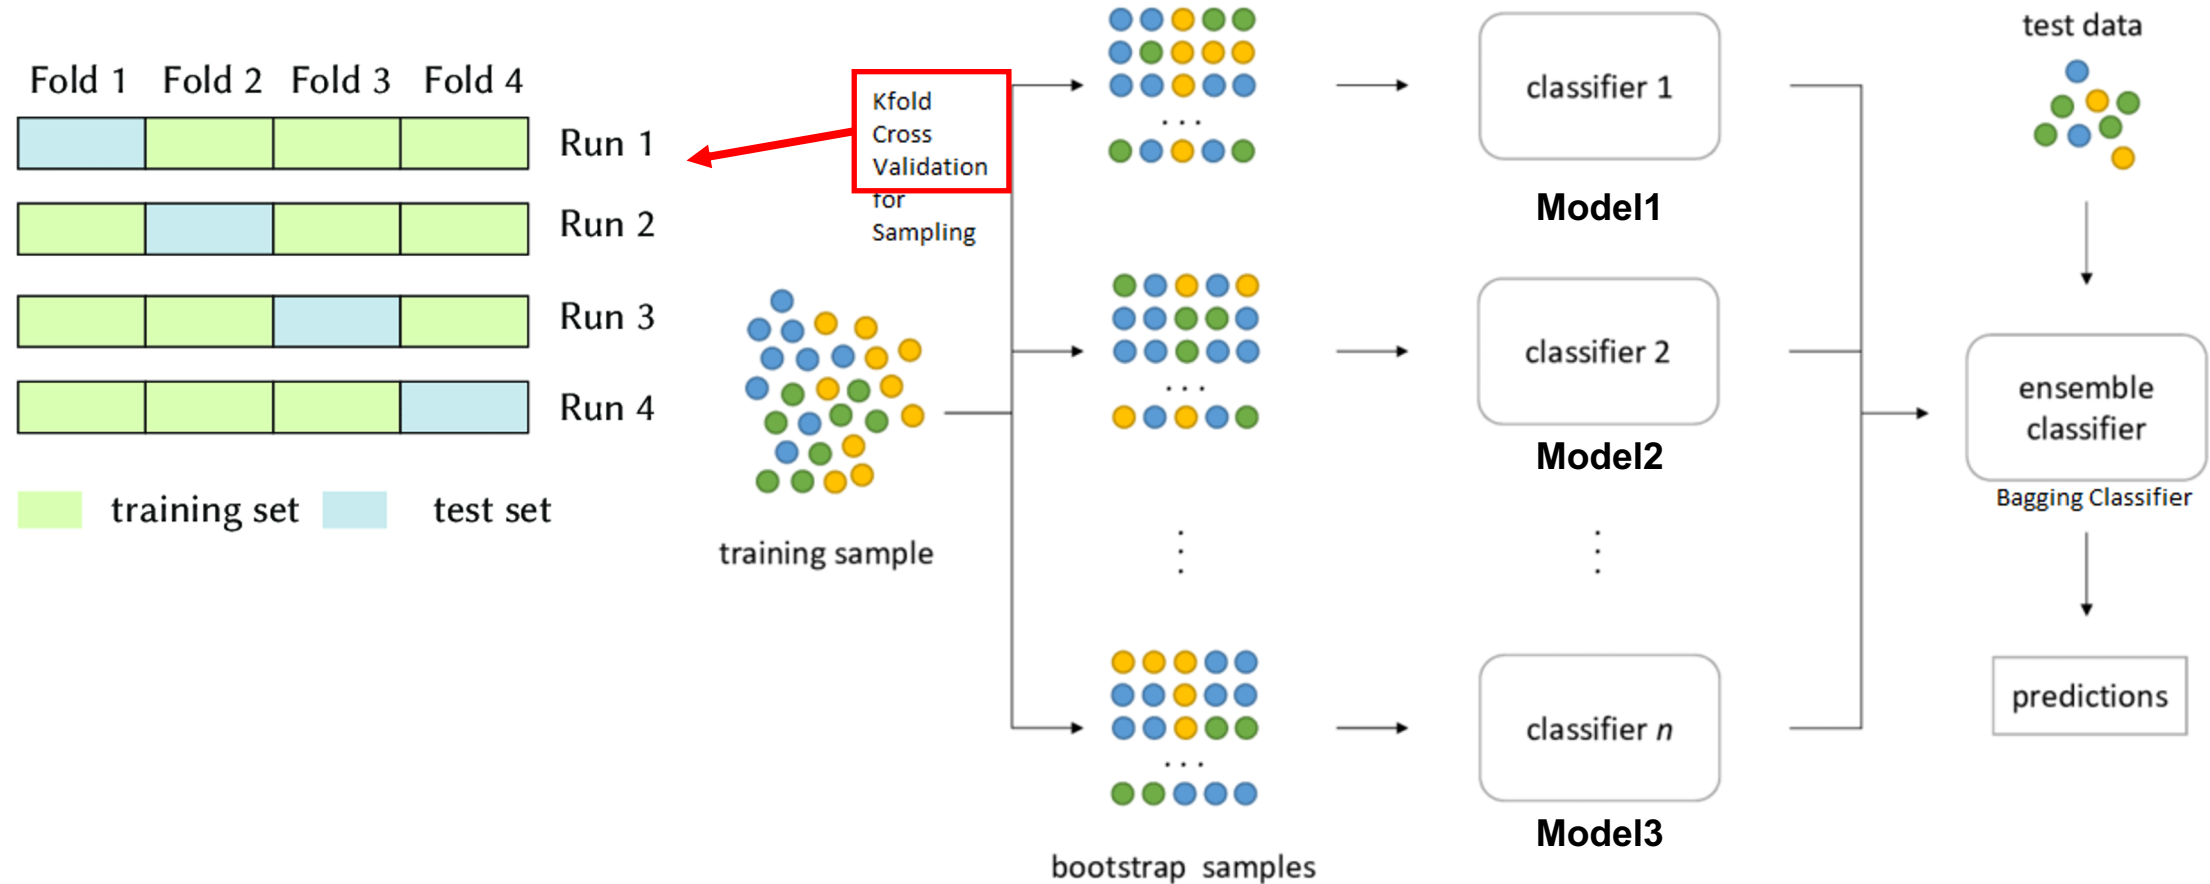 Fold 1 Fold 2 Fold 3 Fold 4
Run 1
Run 2
Run 3
Run 4
training set test set
Kfold
Cross
Validation
for
Sampling
training sample
. . .
. . .
. . .
bootstrap samples
classifier 1
Model1
classifier 2
Model2
classifier n
Model3
test data
ensemble
classifier
Bagging Classifier
predictions